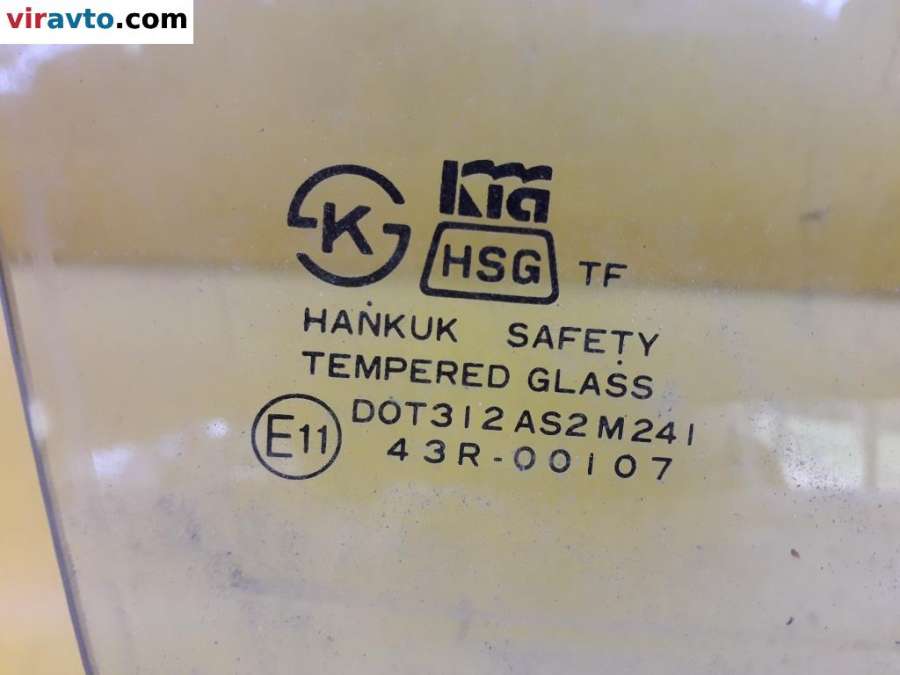 viravto.com
K
KIA
HSG TF
HANKUK SAFETY
TEMPERED GLASS
E11
DOT312 AS2 M241
43R-00107